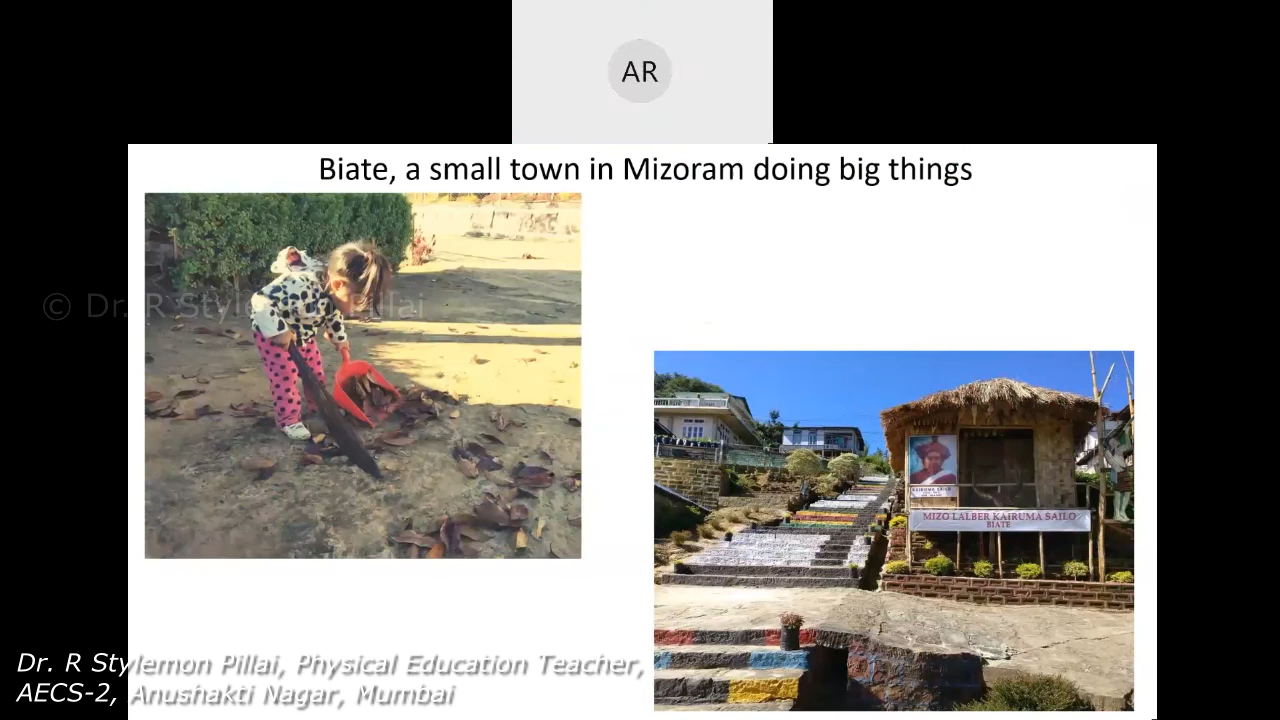 AR
Biate, a small town in Mizoram doing big things
© Dr. R Stylemon Pillai
KAIRUMA SAILO
MIZO LALBER KAIRUMA SAILO
BIATE
Dr. R Stylemon Pillai, Physical Education Teacher,
AECS-2, Anushakti Nagar, Mumbai